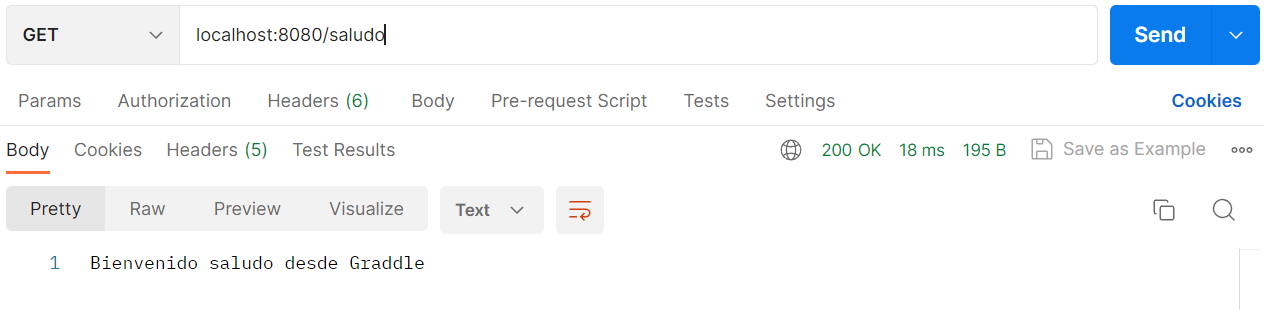 GET localhost:8080/saludo Send
Params Authorization Headers (6) Body Pre-request Script Tests Settings Cookies
Body Cookies Headers (5) Test Results 200 OK 18 ms 195 B Save as Example
Pretty Raw Preview Visualize Text
1 Bienvenido saludo desde Graddle